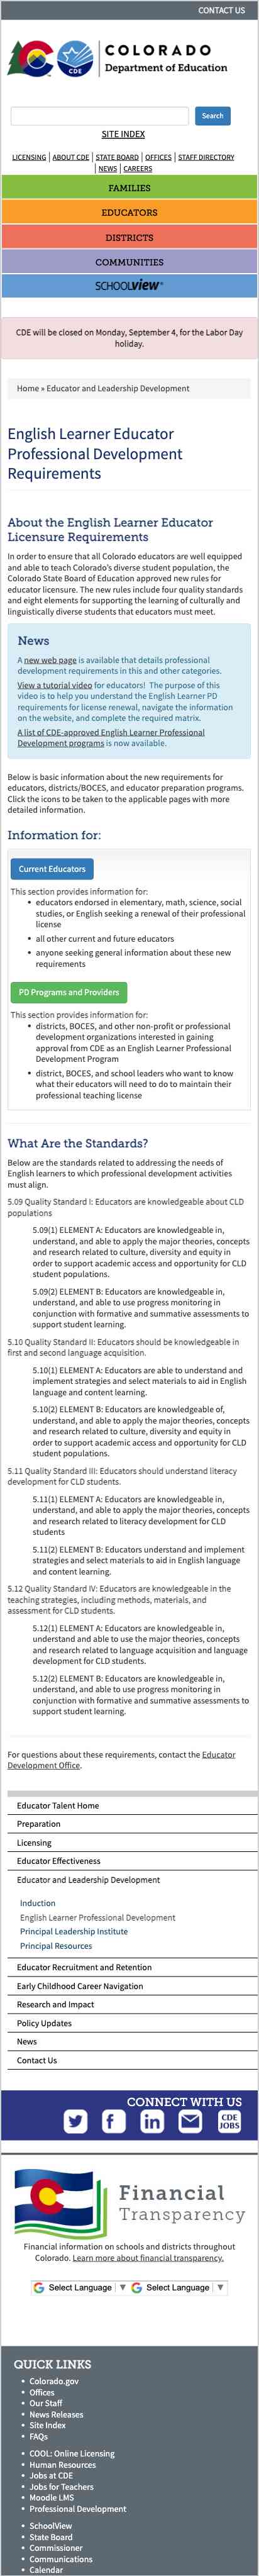 CONTACT US
COLORADO
Department of Education
CDE
Search
SITE INDEX
LICENSING | ABOUT CDE | STATE BOARD | OFFICES | STAFF DIRECTORY
| NEWS | CAREERS
FAMILIES
EDUCATORS
DISTRICTS
COMMUNITIES
SCHOOLVIEW®
CDE will be closed on Monday, September 4, for the Labor Day
holiday.
Home » Educator and Leadership Development
English Learner Educator
Professional Development
Requirements
About the English Learner Educator
Licensure Requirements
In order to ensure that all Colorado educators are well equipped
and able to teach Colorado's diverse student population, the
Colorado State Board of Education approved new rules for
educator licensure. The new rules include four quality standards
and eight elements for supporting the learning of culturally and
linguistically diverse students that educators must meet.
News
A new web page is available that details professional
development requirements in this and other categories.
View a tutorial video for educators! The purpose of this
video is to help you understand the English Learner PD
requirements for license renewal, navigate the information
on the website, and complete the required matrix.
A list of CDE-approved English Learner Professional
Development programs is now available.
Below is basic information about the new requirements for
educators, districts/BOCES, and educator preparation programs.
Click the icons to be taken to the applicable pages with more
detailed information.
Information for:
Current Educators
This section provides information for:
• educators endorsed in elementary, math, science, social
studies, or English seeking a renewal of their professional
license
• all other current and future educators
• anyone seeking general information about these new
requirements
PD Programs and Providers
This section provides information for:
• districts, BOCES, and other non-profit or professional
development organizations interested in gaining
approval from CDE as an English Learner Professional
Development Program
• district, BOCES, and school leaders who want to know
what their educators will need to do to maintain their
professional teaching license
What Are the Standards?
Below are the standards related to addressing the needs of
English learners to which professional development activities
must align.
5.09 Quality Standard I: Educators are knowledgeable about CLD
populations
5.09(1) ELEMENT A: Educators are knowledgeable in,
understand, and able to apply the major theories, concepts
and research related to culture, diversity and equity in
order to support academic access and opportunity for CLD
student populations.
5.09(2) ELEMENT B: Educators are knowledgeable in,
understand, and able to use progress monitoring in
conjunction with formative and summative assessments to
support student learning.
5.10 Quality Standard II: Educators should be knowledgeable in
first and second language acquisition.
5.10(1) ELEMENT A: Educators are able to understand and
implement strategies and select materials to aid in English
language and content learning.
5.10(2) ELEMENT B: Educators are knowledgeable of,
understand, and able to apply the major theories, concepts
and research related to culture, diversity and equity in
order to support academic access and opportunity for CLD
student populations.
5.11 Quality Standard III: Educators should understand literacy
development for CLD students.
5.11(1) ELEMENT A: Educators are knowledgeable in,
understand, and able to apply the major theories, concepts
and research related to literacy development for CLD
students
5.11(2) ELEMENT B: Educators understand and implement
strategies and select materials to aid in English language
and content learning.
5.12 Quality Standard IV: Educators are knowledgeable in the
teaching strategies, including methods, materials, and
assessment for CLD students.
5.12(1) ELEMENT A: Educators are knowledgeable in,
understand and able to use the major theories, concepts
and research related to language acquisition and language
development for CLD students.
5.12(2) ELEMENT B: Educators are knowledgeable in,
understand, and able to use progress monitoring in
conjunction with formative and summative assessments to
support student learning.
For questions about these requirements, contact the Educator
Development Office.
Educator Talent Home
Preparation
Licensing
Educator Effectiveness
Educator and Leadership Development
Induction
English Learner Professional Development
Principal Leadership Institute
Principal Resources
Educator Recruitment and Retention
Early Childhood Career Navigation
Research and Impact
Policy Updates
News
Contact Us
CONNECT WITH US
CDE
JOBS
Financial
Transparency
Financial information on schools and districts throughout
Colorado. Learn more about financial transparency.
Select Language | ▼ Select Language | ▼
QUICK LINKS
• Colorado.gov
• Offices
• Our Staff
• News Releases
• Site Index
• FAQs
• COOL: Online Licensing
• Human Resources
• Jobs at CDE
• Jobs for Teachers
• Moodle LMS
• Professional Development
• SchoolView
• State Board
• Commissioner
• Communications
• Calendar